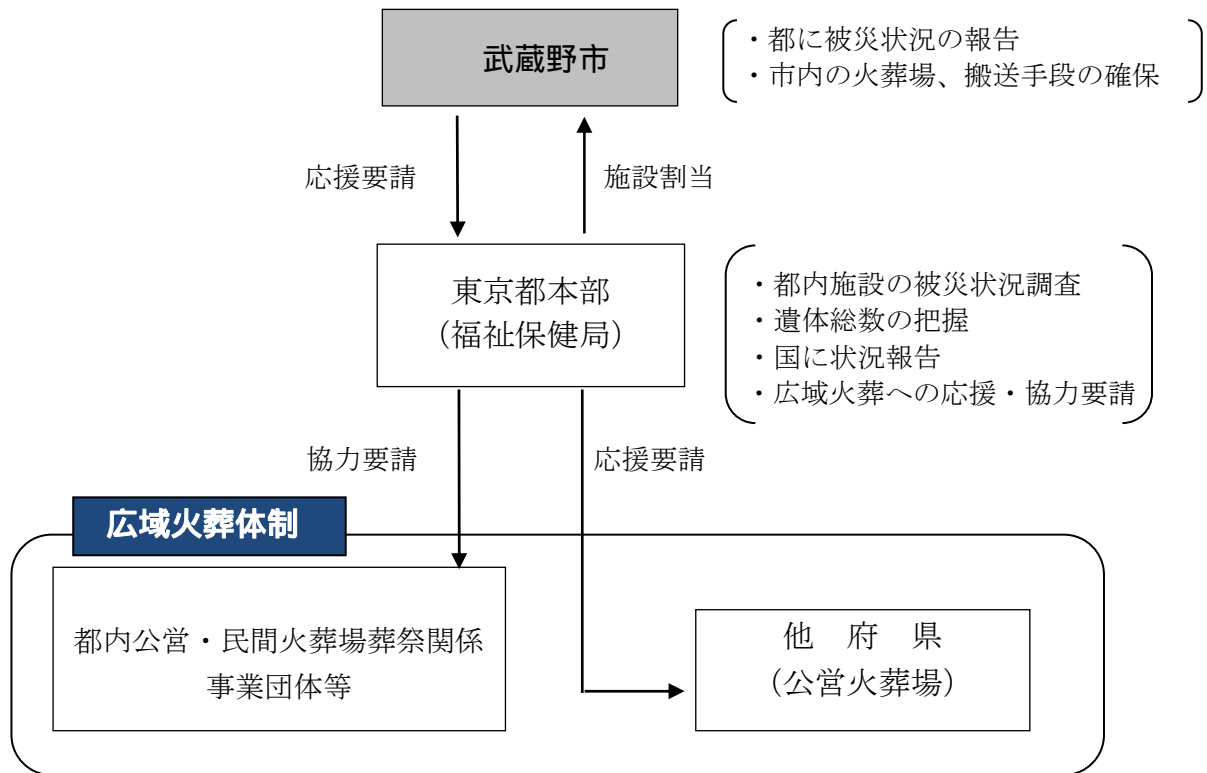 武蔵野市
・都に被災状況の報告
・市内の火葬場、搬送手段の確保
応援要請
施設割当
東京都本部
（福祉保健局）
・都内施設の被災状況調査
・遺体総数の把握
・国に状況報告
・広域火葬への応援・協力要請
協力要請
応援要請
広域火葬体制
都内公営・民間火葬場葬祭関係
事業団体等
他　府　県
（公営火葬場）